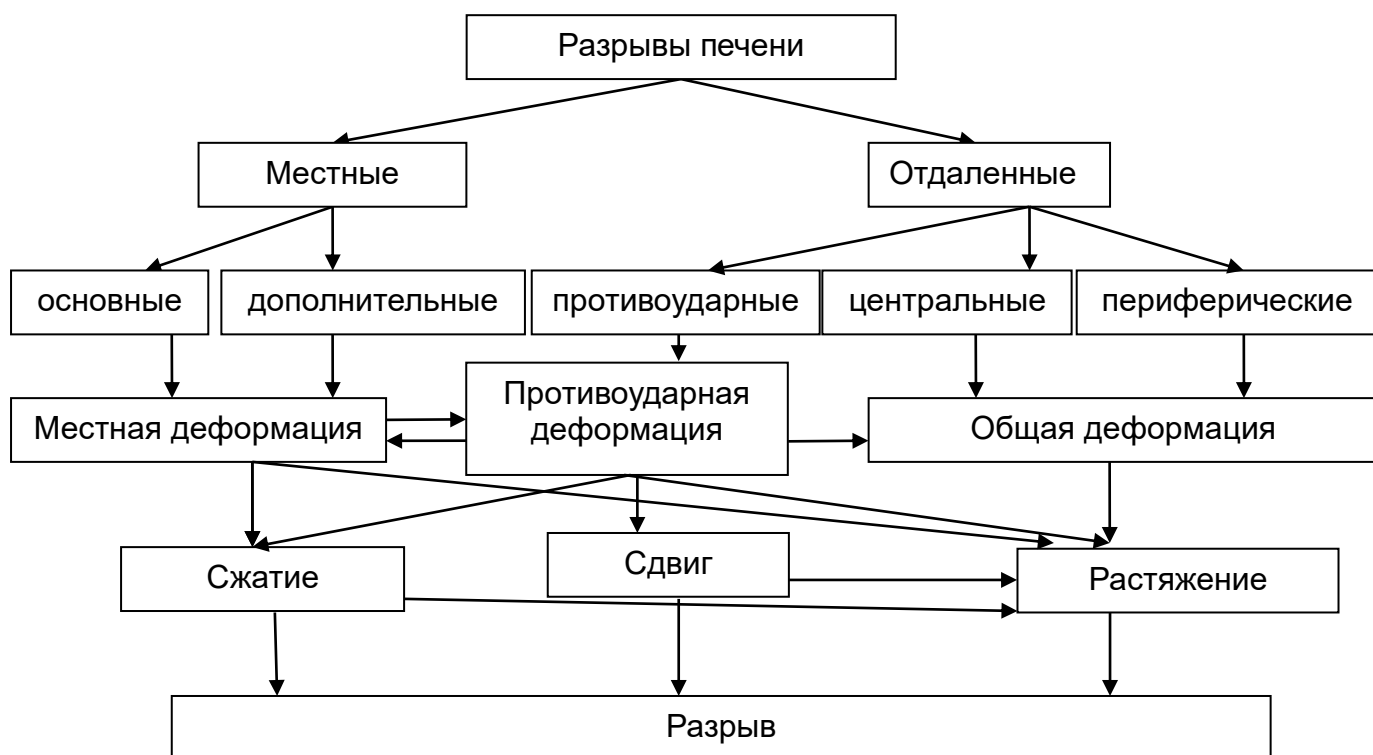 Разрывы печени
Местные
Отдаленные
основные
дополнительные
противоударные
центральные
периферические
Местная деформация
Противоударная
деформация
Общая деформация
Сжатие
Сдвиг
Растяжение
Разрыв